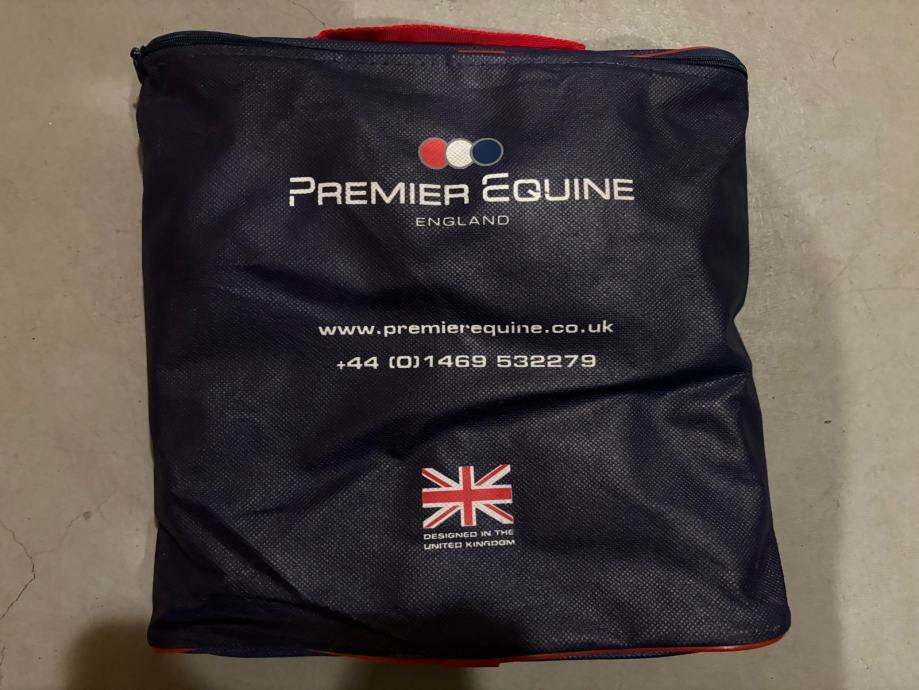 PREMIER EQUINE
ENGLAND
www.premierequine.co.uk
+44 (0)1469 532279
DESIGNED IN THE
UNITED KINGDOM